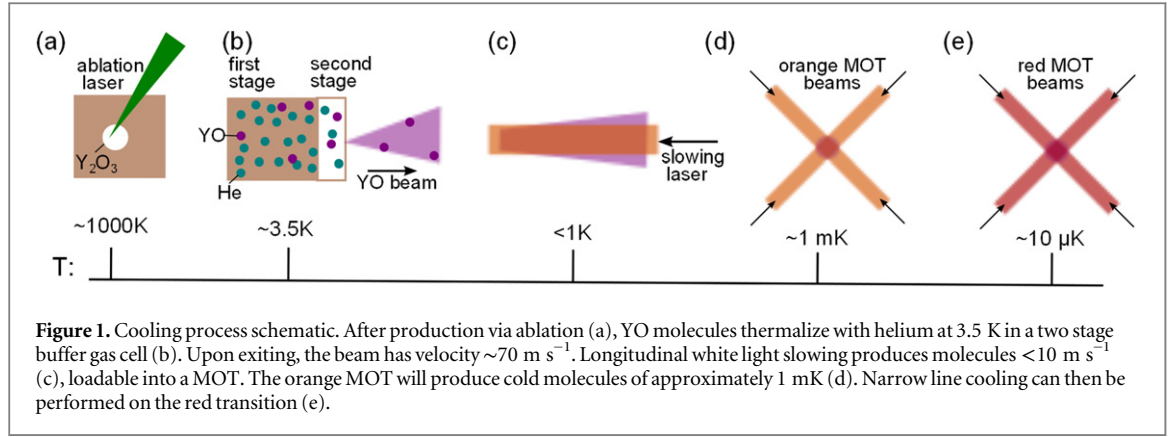 (a)
ablation
laser
Y₂O₃
(b)
first
stage
second
stage
YO
He
YO beam
(c)
slowing
laser
(d)
orange MOT
beams
(e)
red MOT
beams
T:
~1000K
~3.5K
<1K
~1 mK
~10 μK
Figure 1. Cooling process schematic. After production via ablation (a), YO molecules thermalize with helium at 3.5 K in a two stage
buffer gas cell (b). Upon exiting, the beam has velocity ~70 m s⁻¹. Longitudinal white light slowing produces molecules <10 m s⁻¹
(c), loadable into a MOT. The orange MOT will produce cold molecules of approximately 1 mK (d). Narrow line cooling can then be
performed on the red transition (e).